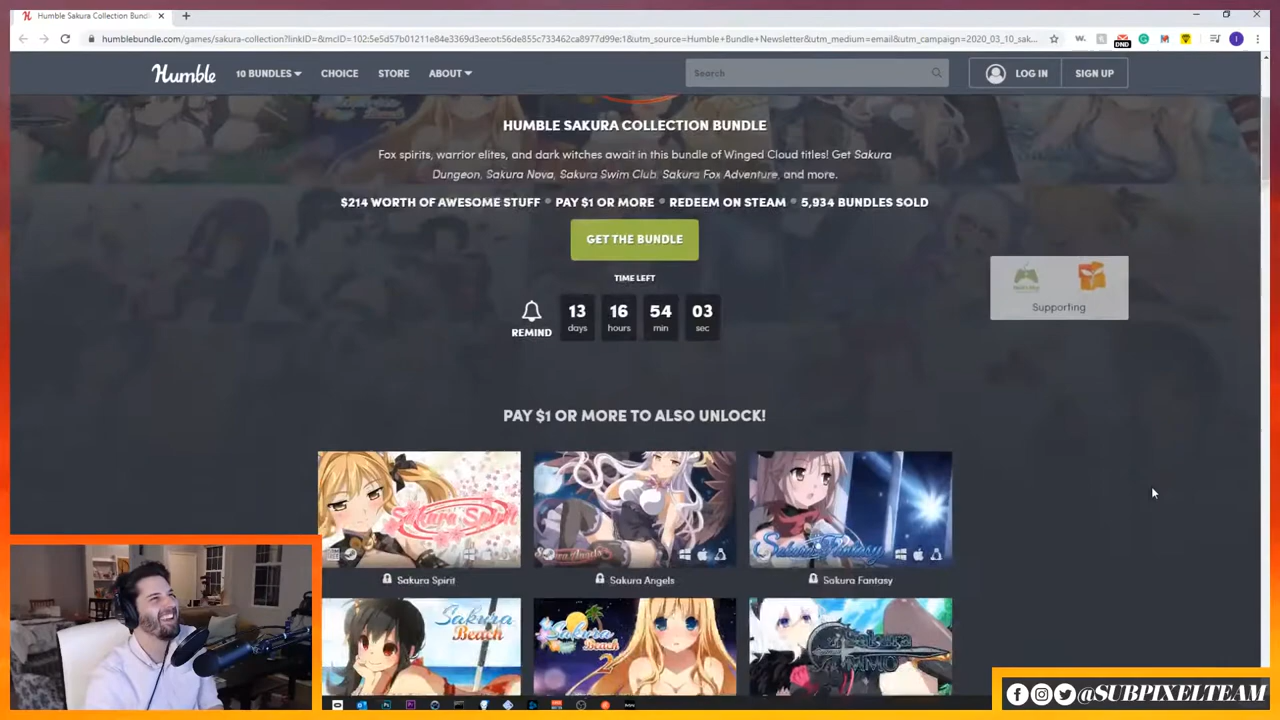 Humble Sakura Collection Bundl
humblebundle.com/games/sakura-collection?linkID=&mcID=102:5e5d57b01211e84e3369d3ee:ot:56de855c733462ca8977d99e:1&utm_source=Humble+Bundle+Newsletter&utm_medium=email&utm_campaign=2020_03_10_sak...
DND
Humble
10 BUNDLES
CHOICE
STORE
ABOUT
Search
LOG IN
SIGN UP
HUMBLE SAKURA COLLECTION BUNDLE
Fox spirits, warrior elites, and dark witches await in this bundle of Winged Cloud titles! Get Sakura
Dungeon, Sakura Nova, Sakura Swim Club, Sakura Fox Adventure, and more.
$214 WORTH OF AWESOME STUFF • PAY $1 OR MORE • REDEEM ON STEAM • 5,934 BUNDLES SOLD
GET THE BUNDLE
TIME LEFT
REMIND
13 days
16 hours
54 min
03 sec
Supporting
PAY $1 OR MORE TO ALSO UNLOCK!
Sakura Spirit
Sakura Angels
Sakura Fantasy
Sakura Spirit
Sakura Angels
Sakura Fantasy
Sakura Beach
Sakura Beach 2
Sakura MMO
@SUBPIXELTEAM